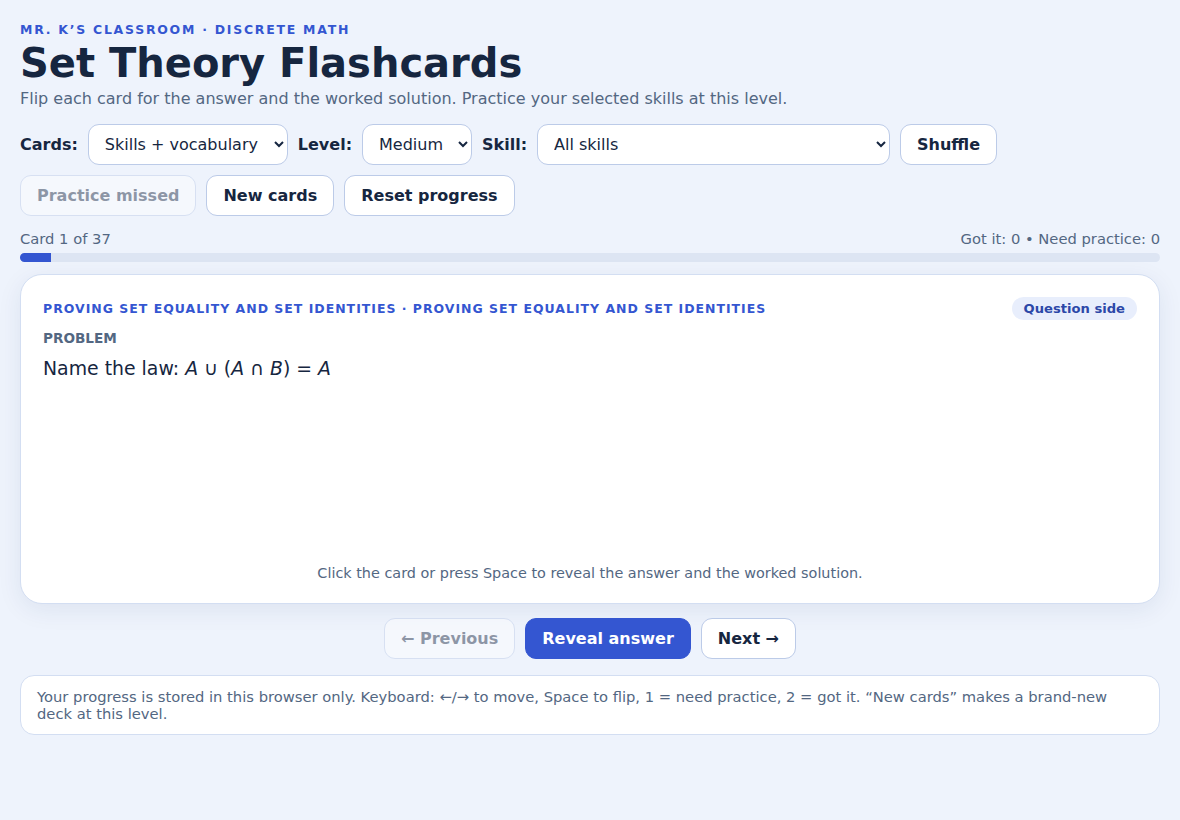 MR. K’S CLASSROOM · DISCRETE MATH
Set Theory Flashcards
Flip each card for the answer and the worked solution. Practice your selected skills at this level.
Cards: Skills + vocabulary Level: Medium Skill: All skills Shuffle
Practice missed New cards Reset progress
Card 1 of 37 Got it: 0 • Need practice: 0
PROVING SET EQUALITY AND SET IDENTITIES · PROVING SET EQUALITY AND SET IDENTITIES Question side
PROBLEM
Name the law: A ∪ (A ∩ B) = A
Click the card or press Space to reveal the answer and the worked solution.
← Previous Reveal answer Next →
Your progress is stored in this browser only. Keyboard: ←/→ to move, Space to flip, 1 = need practice, 2 = got it. “New cards” makes a brand-new
deck at this level.